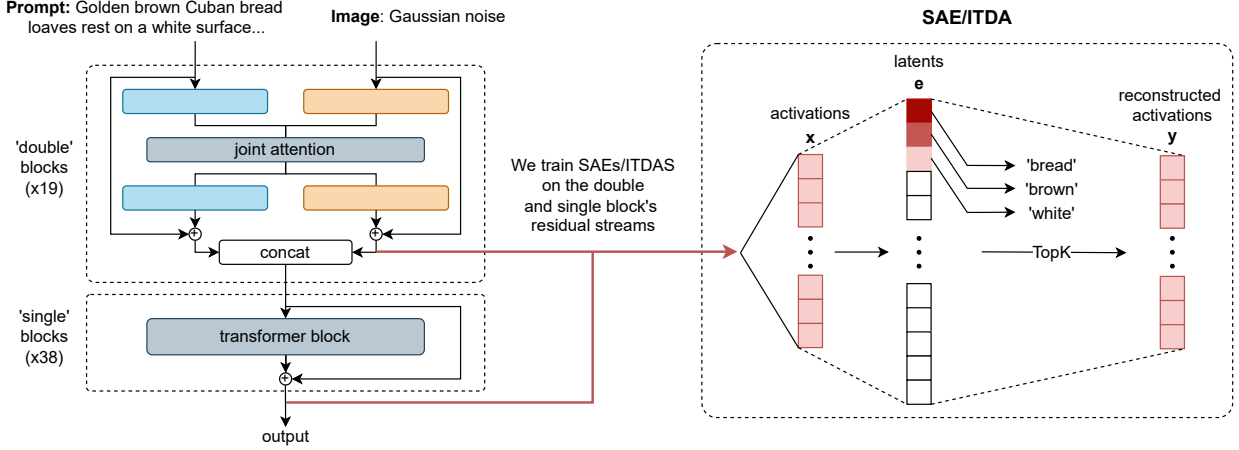 Prompt: Golden brown Cuban bread
loaves rest on a white surface...
Image: Gaussian noise
'double'
blocks
(x19)
joint attention
concat
'single'
blocks
(x38)
transformer block
output
We train SAEs/ITDAS
on the double
and single block's
residual streams
SAE/ITDA
activations
x
latents
e
'bread'
'brown'
'white'
TopK
reconstructed
activations
y